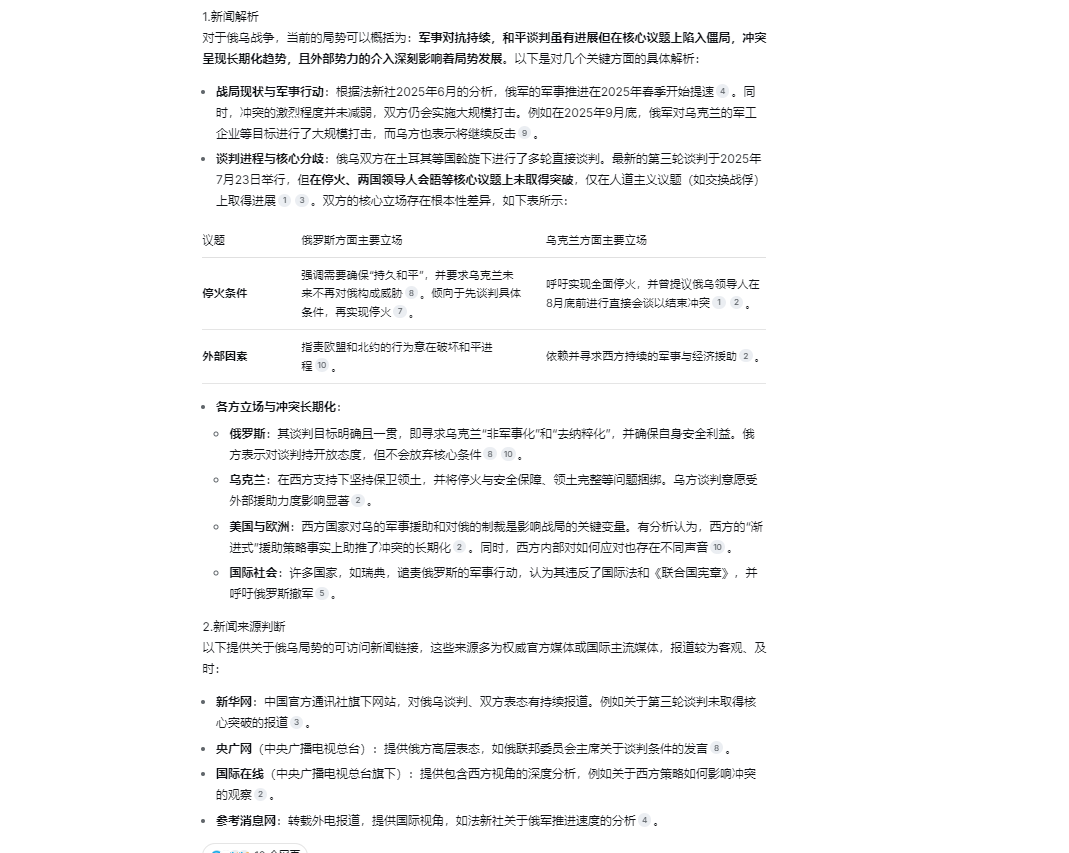 1.新闻解析
对于俄乌战争，当前的局势可以概括为：军事对抗持续，和平谈判虽有进展但在核心议题上陷入僵局，冲突
呈现长期化趋势，且外部势力的介入深刻影响着局势发展。以下是对几个关键方面的具体解析：
• 战局现状与军事行动：根据法新社2025年6月的分析，俄军的军事推进在2025年春季开始提速 4 。同
时，冲突的激烈程度并未减弱，双方仍会实施大规模打击。例如在2025年9月底，俄军对乌克兰的军工
企业等目标进行了大规模打击，而乌方也表示将继续反击 9 。
• 谈判进程与核心分歧：俄乌双方在土耳其等国斡旋下进行了多轮直接谈判。最新的第三轮谈判于2025年
7月23日举行，但在停火、两国领导人会晤等核心议题上未取得突破，仅在人道主义议题（如交换战俘）
上取得进展 1 3 。双方的核心立场存在根本性差异，如下表所示：
议题 俄罗斯方面主要立场 乌克兰方面主要立场
停火条件
强调需要确保“持久和平”，并要求乌克兰未
来不再对俄构成威胁 8 。倾向于先谈判具体
条件，再实现停火 7 。
呼吁实现全面停火，并曾提议俄乌领导人在
8月底前进行直接会谈以结束冲突 1 2 。
外部因素
指责欧盟和北约的行为意在破坏和平进
程 10 。
依赖并寻求西方持续的军事与经济援助 2 。
• 各方立场与冲突长期化：
○ 俄罗斯：其谈判目标明确且一贯，即寻求乌克兰“非军事化”和“去纳粹化”，并确保自身安全利益。俄
方表示对谈判持开放态度，但不会放弃核心条件 8 10 。
○ 乌克兰：在西方支持下坚持保卫领土，并将停火与安全保障、领土完整等问题捆绑。乌方谈判意愿受
外部援助力度影响显著 2 。
○ 美国与欧洲：西方国家对乌的军事援助和对俄的制裁是影响战局的关键变量。有分析认为，西方的“渐
进式”援助策略事实上助推了冲突的长期化 2 。同时，西方内部对如何应对也存在不同声音 10 。
○ 国际社会：许多国家，如瑞典，谴责俄罗斯的军事行动，认为其违反了国际法和《联合国宪章》，并
呼吁俄罗斯撤军 5 。
2.新闻来源判断
以下提供关于俄乌局势的可访问新闻链接，这些来源多为权威官方媒体或国际主流媒体，报道较为客观、及
时：
• 新华网：中国官方通讯社旗下网站，对俄乌谈判、双方表态有持续报道。例如关于第三轮谈判未取得核
心突破的报道 3 。
• 央广网（中央广播电视总台）：提供俄方高层表态，如俄联邦委员会主席关于谈判条件的发言 8 。
• 国际在线（中央广播电视总台旗下）：提供包含西方视角的深度分析，例如关于西方策略如何影响冲突
的观察 2 。
• 参考消息网：转载外电报道，提供国际视角，如法新社关于俄军推进速度的分析 4 。